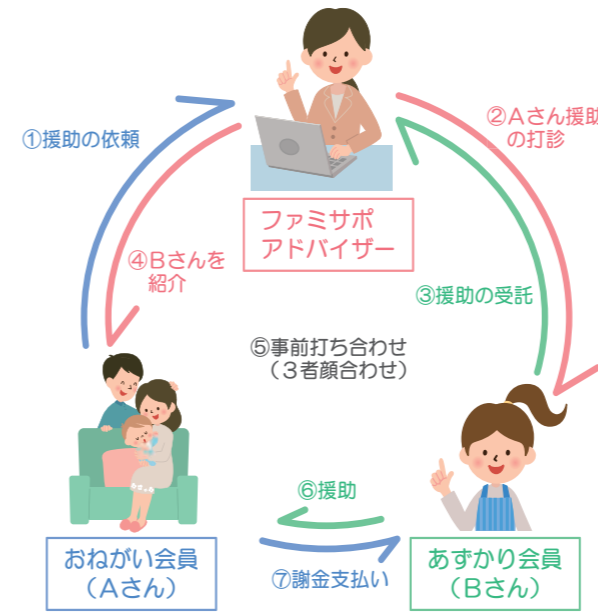 ①援助の依頼
②Aさん援助
の打診
ファミサポ
アドバイザー
④Bさんを
紹介
③援助の受託
⑤事前打ち合わせ
（３者顔合わせ）
⑥援助
おねがい会員
（Aさん）
⑦謝金支払い
あずかり会員
（Bさん）